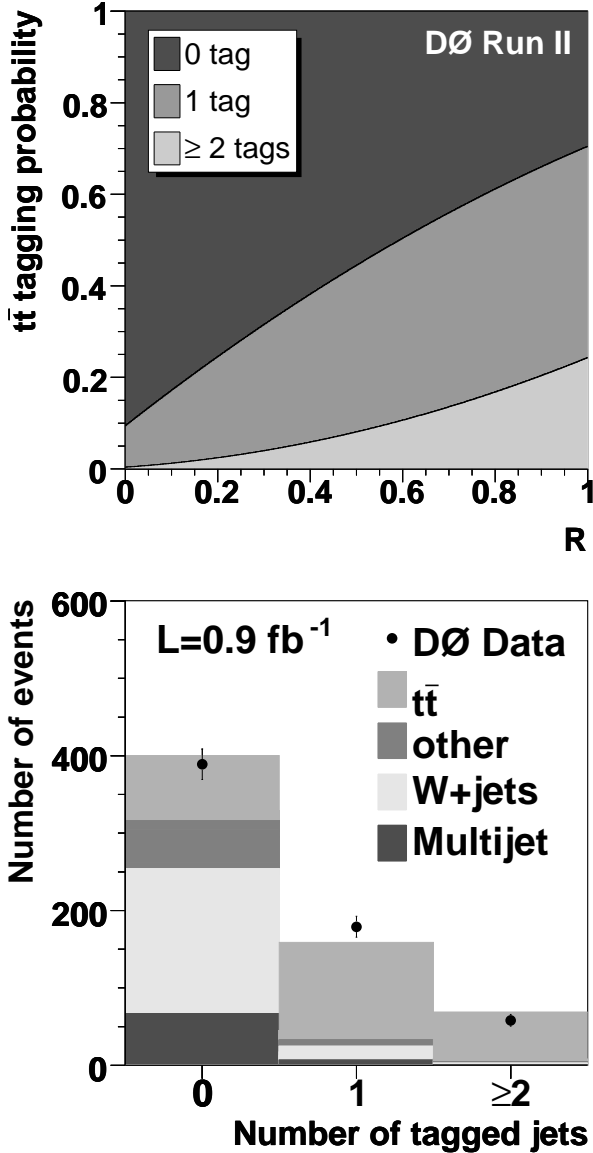 tt̄ tagging probability
1
0.8
0.6
0.4
0.2
0
0 tag
1 tag
≥ 2 tags
DØ Run II
0 0.2 0.4 0.6 0.8 1
R
Number of events
600
400
200
0
L=0.9 fb⁻¹
DØ Data
tt̄
other
W+jets
Multijet
0 1 ≥2
Number of tagged jets